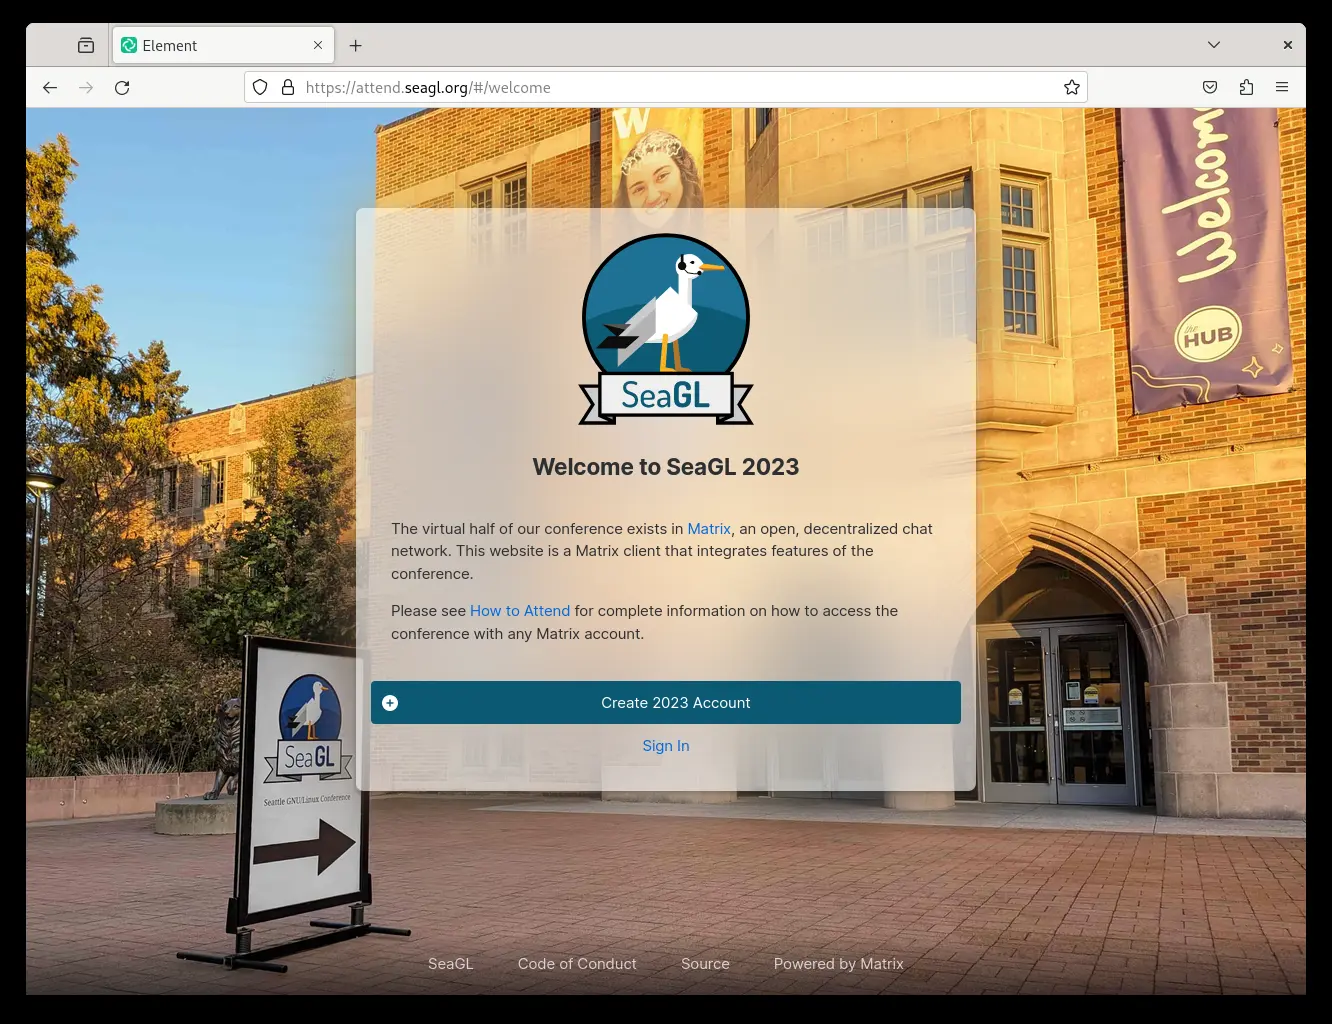 Element
https://attend.seagl.org/#/welcome
W
Welcome
the
HUB
SeaGL
Welcome to SeaGL 2023
The virtual half of our conference exists in Matrix, an open, decentralized chat
network. This website is a Matrix client that integrates features of the
conference.
Please see How to Attend for complete information on how to access the
conference with any Matrix account.
Create 2023 Account
Sign In
SeaGL
Seattle GNU/Linux Conference
SeaGL
Code of Conduct
Source
Powered by Matrix